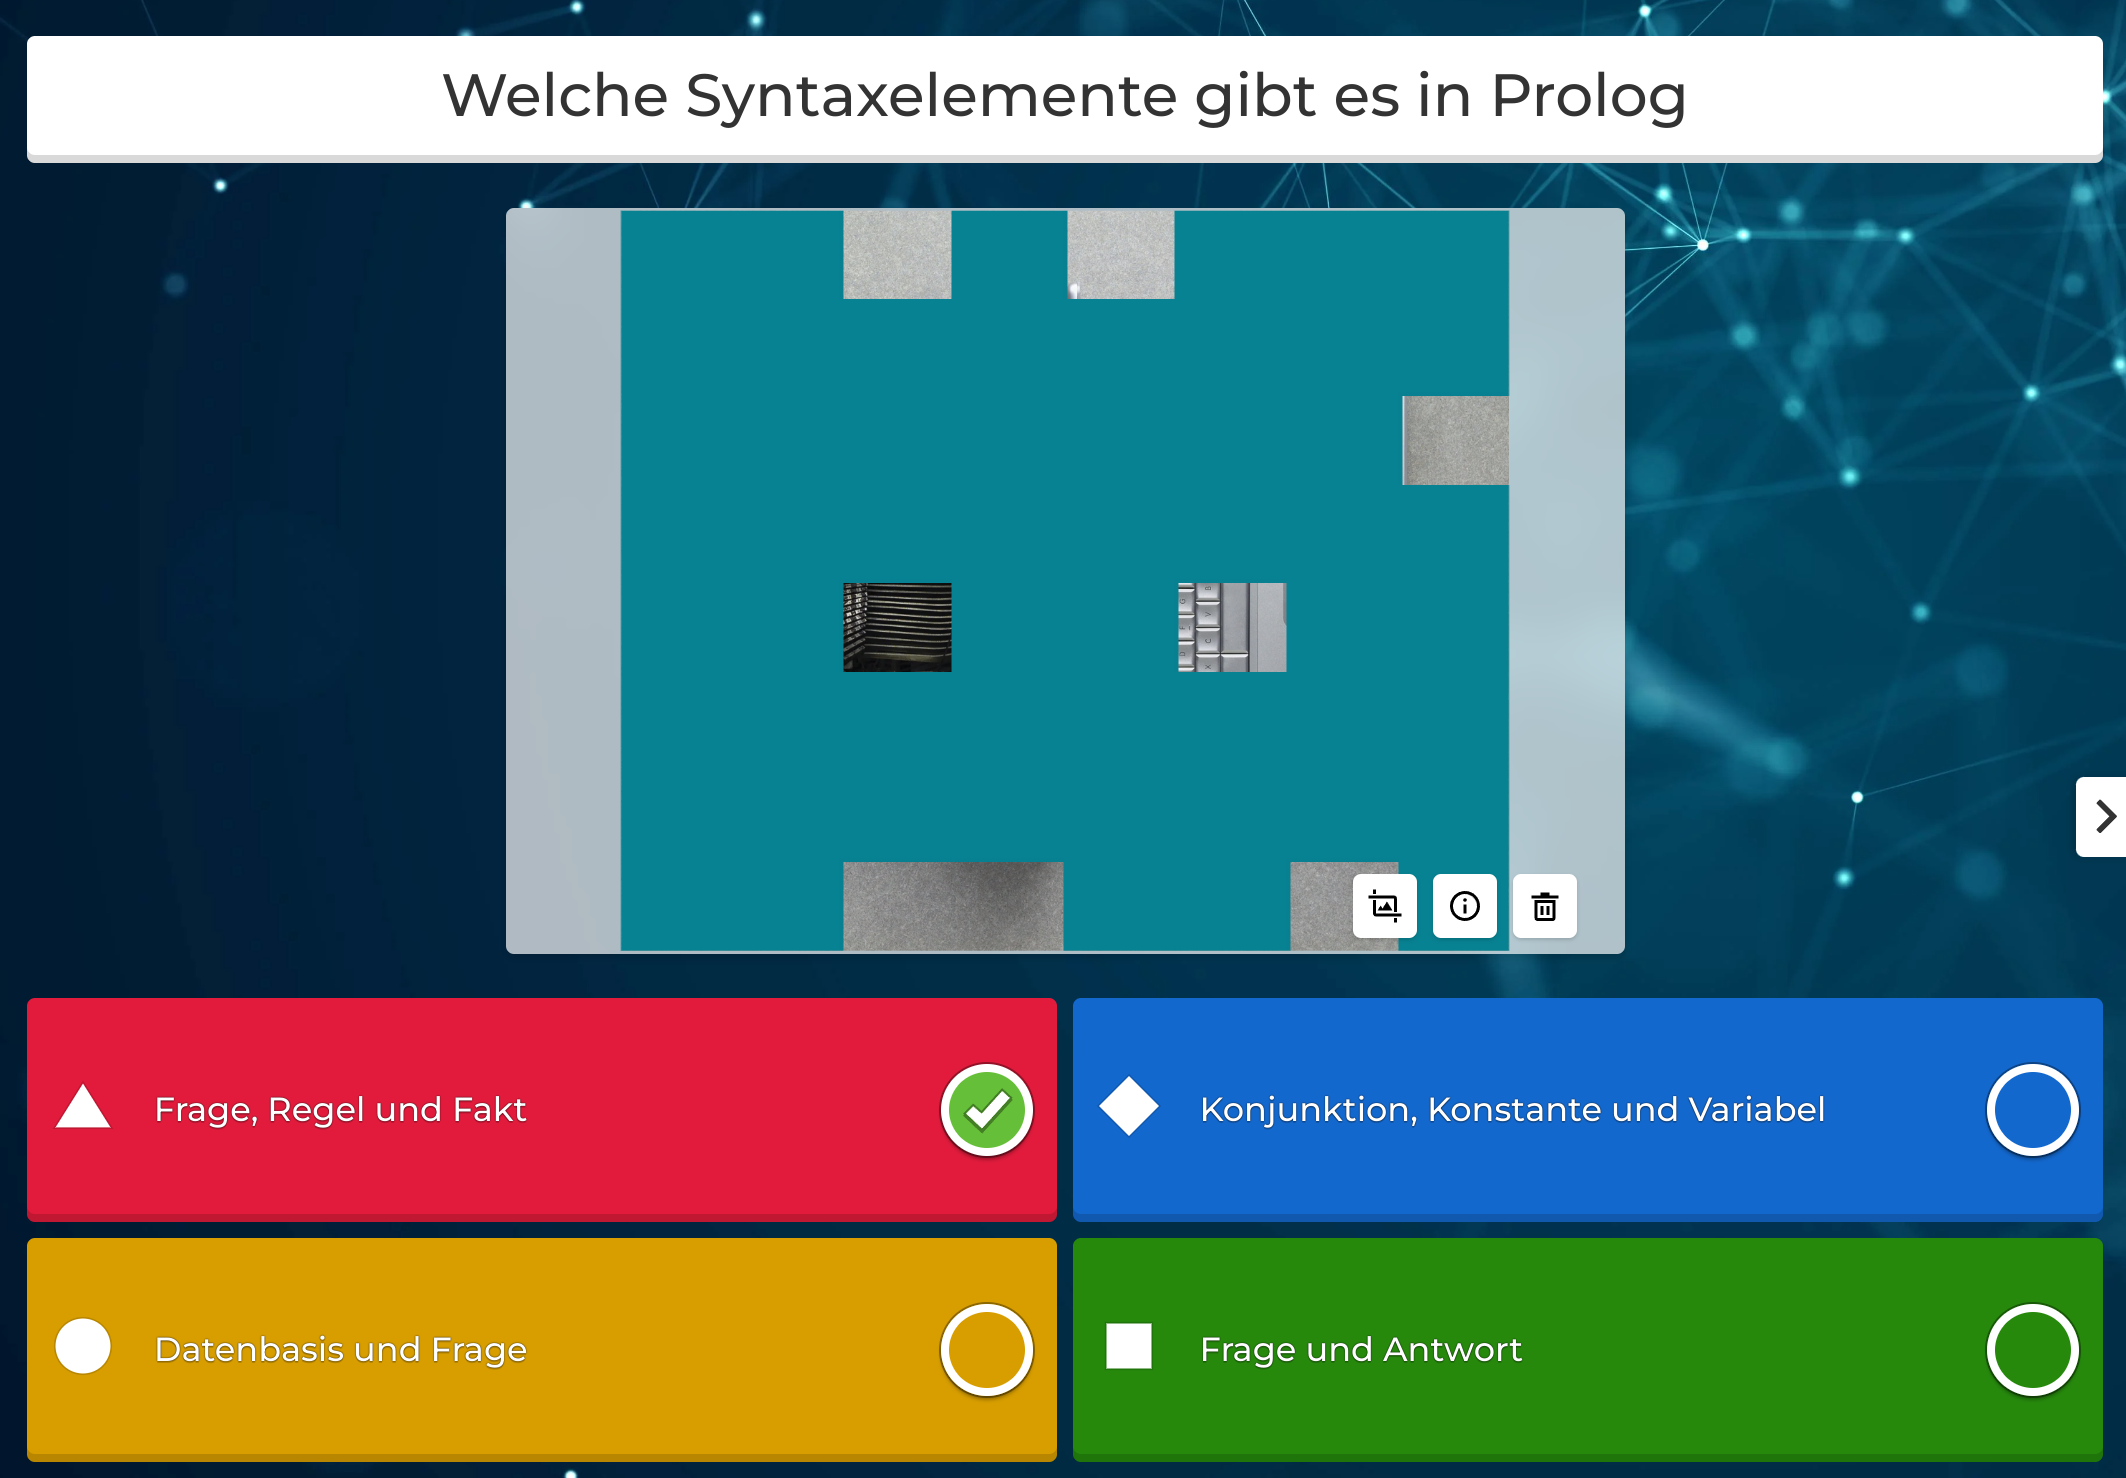 Welche Syntaxelemente gibt es in Prolog
Frage, Regel und Fakt
Konjunktion, Konstante und Variabel
Datenbasis und Frage
Frage und Antwort